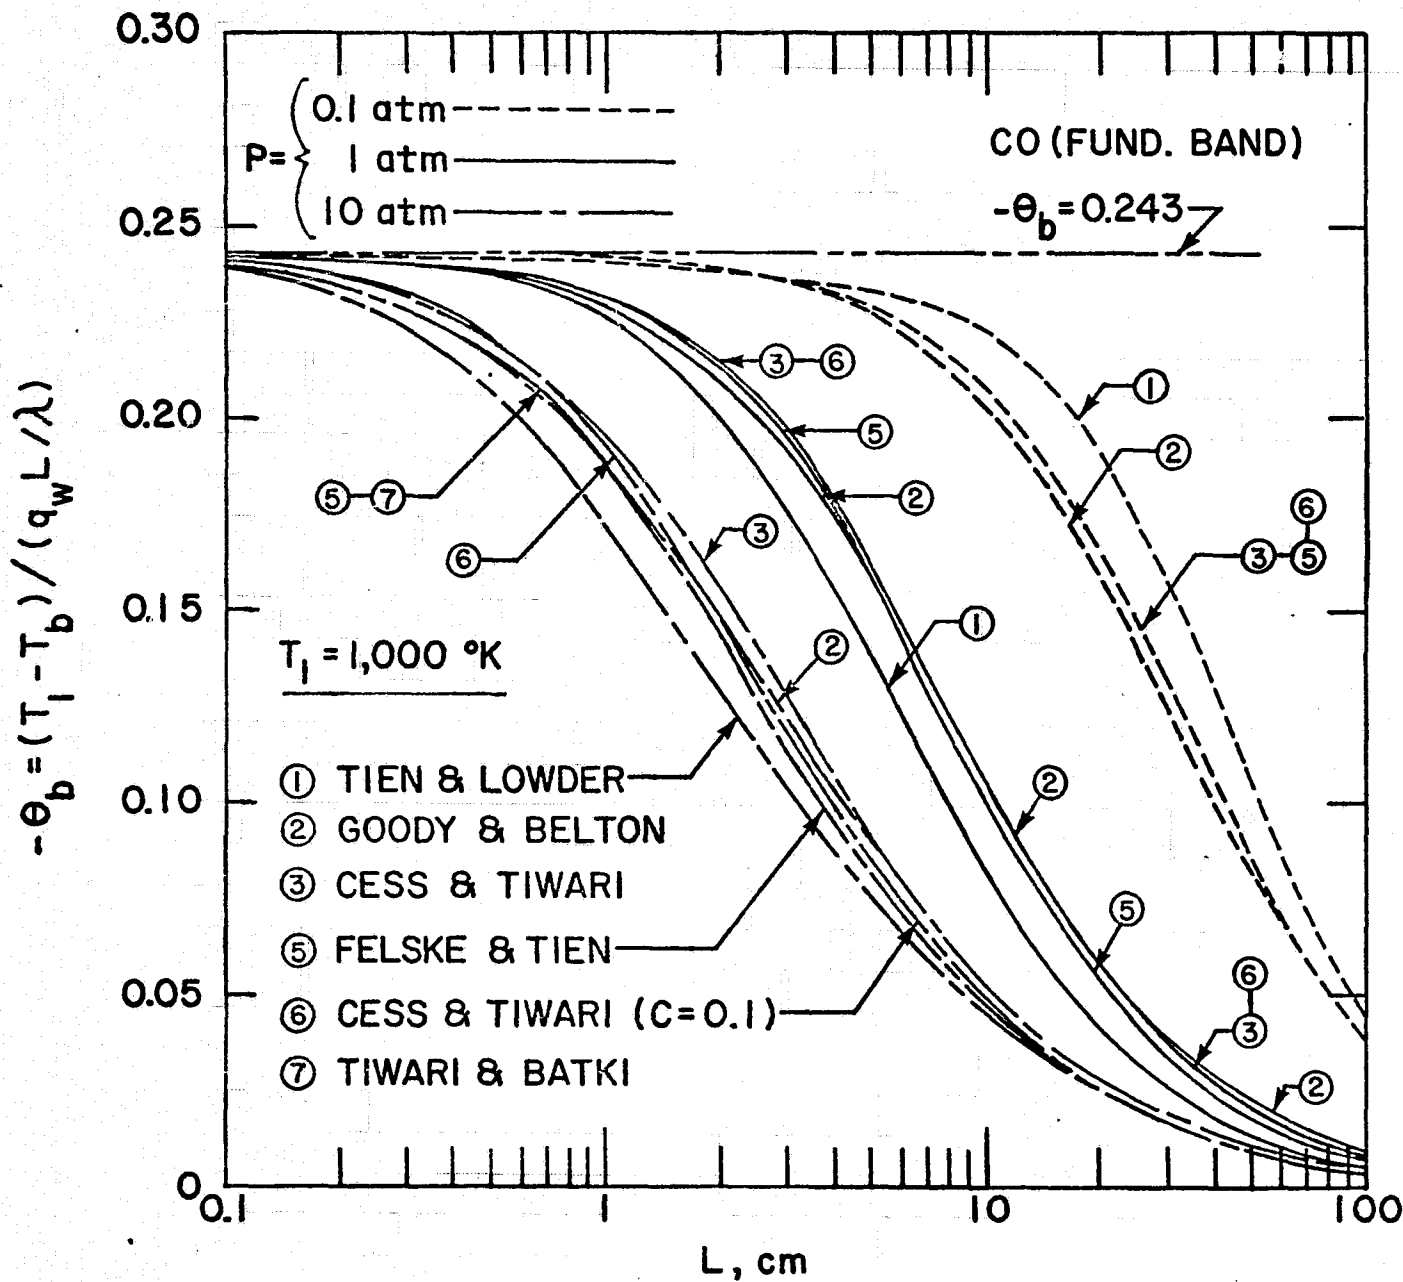 0.30
0.1 atm
P= 1 atm
10 atm
CO (FUND. BAND)
-θb=0.243
0.25
0.20
0.15
0.10
0.05
0
-θb=(T1-Tb)/(qwL/λ)
③ ⑥
①
⑤
②
②
⑤ ⑦
⑥
③
⑥
③ ⑤
①
②
T1=1,000 °K
② 
① TIEN & LOWDER
② GOODY & BELTON
③ CESS & TIWARI
⑤ FELSKE & TIEN
⑥ CESS & TIWARI (C=0.1)
⑦ TIWARI & BATKI
⑤
⑥
③
②
0.1 1 10 100
L, cm